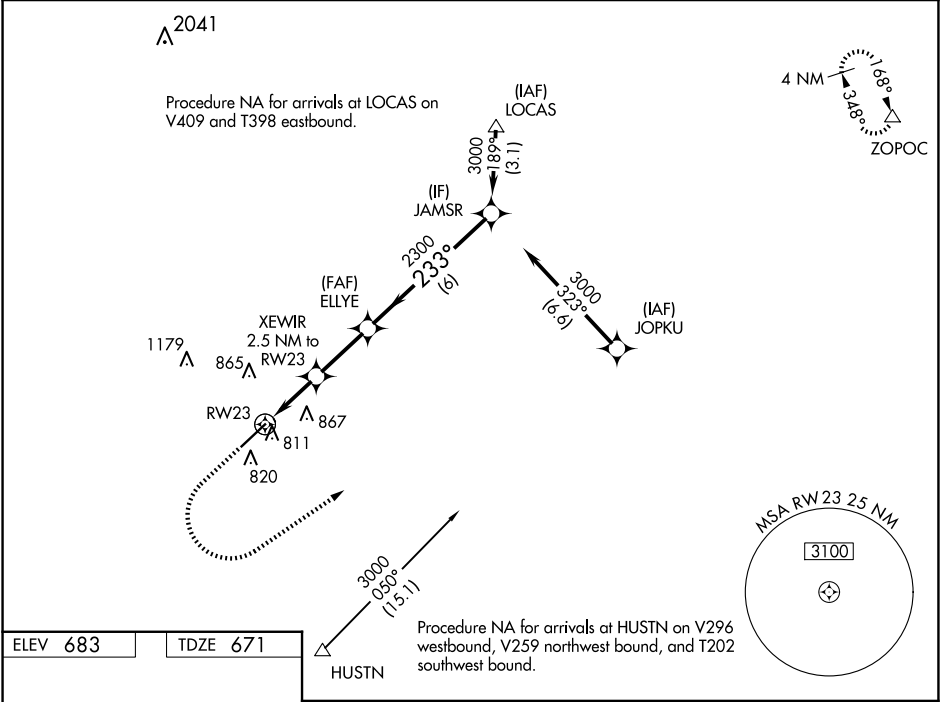 2041
Procedure NA for arrivals at LOCAS on
V409 and T398 eastbound.
(IAF)
LOCAS
3000
189°
(3.1)
4 NM
168°
348°
ZOPOC
(IF)
JAMSR
2300
233°
(6)
(FAF)
ELLYE
3000
323°
(6.6)
(IAF)
JOPKU
XEWIR
2.5 NM to
RW23
1179
865
RW23
867
811
820
MSA RW23 25 NM
3100
3000
050°
(15.1)
HUSTN
Procedure NA for arrivals at HUSTN on V296
westbound, V259 northwest bound, and T202
southwest bound.
ELEV 683
TDZE 671